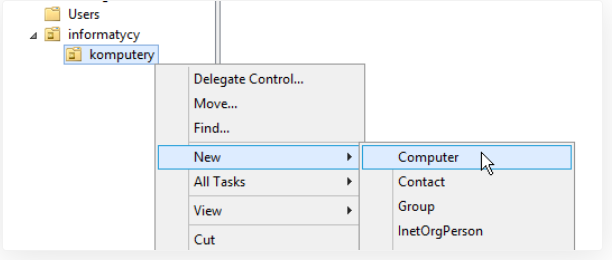 Users
informatycy
komputery
Delegate Control...
Move...
Find...
New
Computer
All Tasks
Contact
Group
View
InetOrgPerson
Cut